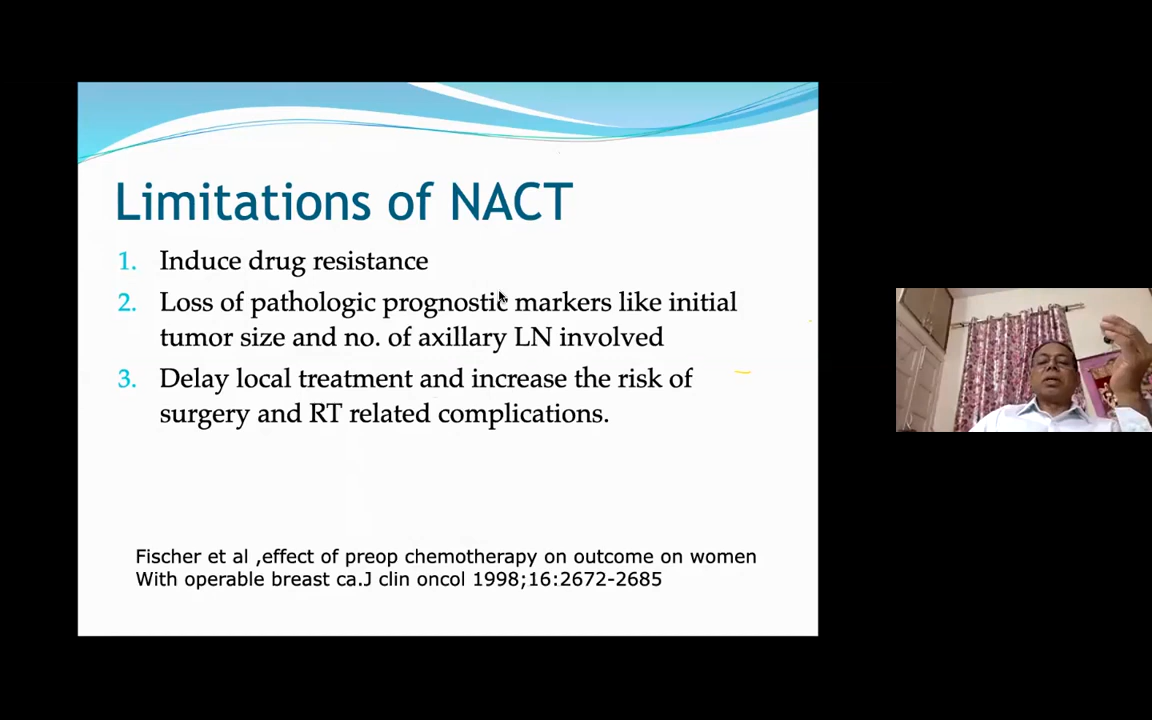 Limitations of NACT
1. Induce drug resistance
2. Loss of pathologic prognostic markers like initial
tumor size and no. of axillary LN involved
3. Delay local treatment and increase the risk of
surgery and RT related complications.
Fischer et al ,effect of preop chemotherapy on outcome on women
With operable breast ca.J clin oncol 1998;16:2672-2685